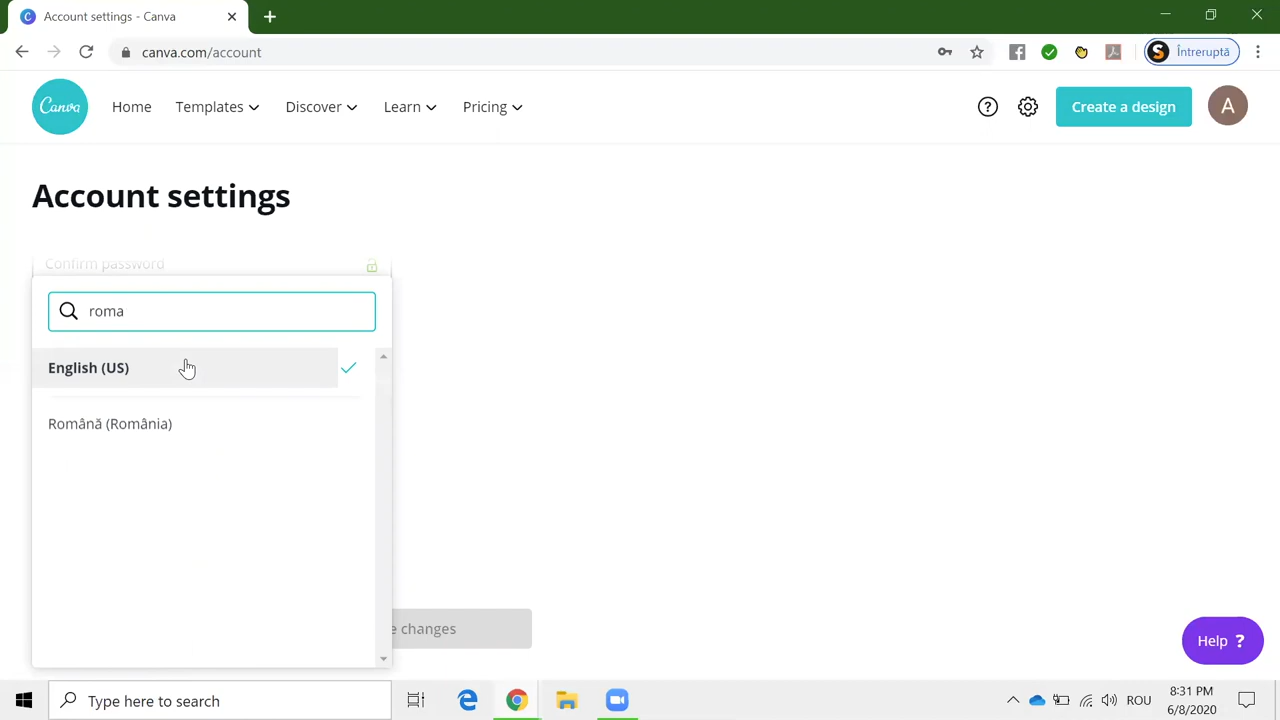 Account settings - Canva
canva.com/account
Întreruptă
Canva
Home
Templates
Discover
Learn
Pricing
Create a design
A
Account settings
Confirm password
roma
English (US)
Română (România)
e changes
Help ?
Type here to search
ROU
8:31 PM
6/8/2020